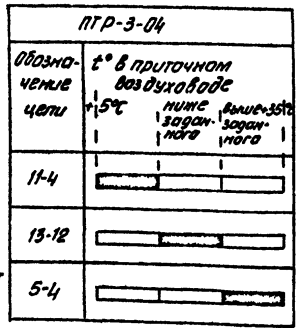 ПТР-3-04
Обозна-
чение
цепи
t° в приточном
воздуховоде
+5°С
ниже
задан-
ного
выше+35°С
задан-
ного
11-4
13-12
5-4